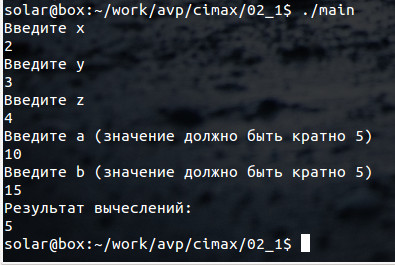 solar@box:~/work/avp/cimax/02_1$ ./main
Введите x
2
Введите y
3
Введите z
4
Введите a (значение должно быть кратно 5)
10
Введите b (значение должно быть кратно 5)
15
Результат вычеслений:
5
solar@box:~/work/avp/cimax/02_1$